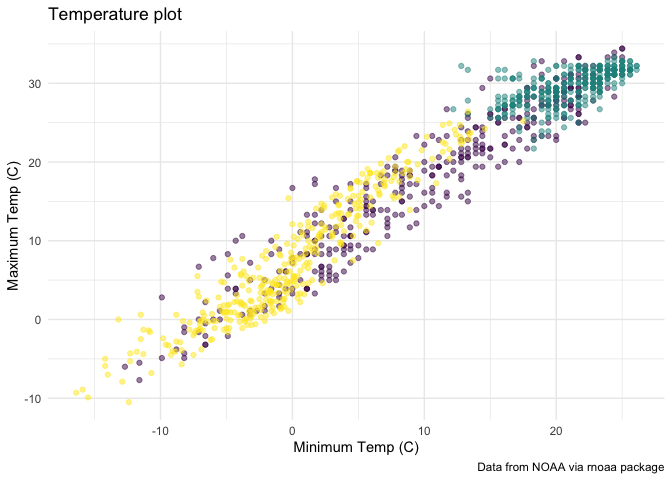 Temperature plot
Maximum Temp (C)
30
20
10
0
-10
-10 0 10 20
Minimum Temp (C)
Data from NOAA via rnoaa package